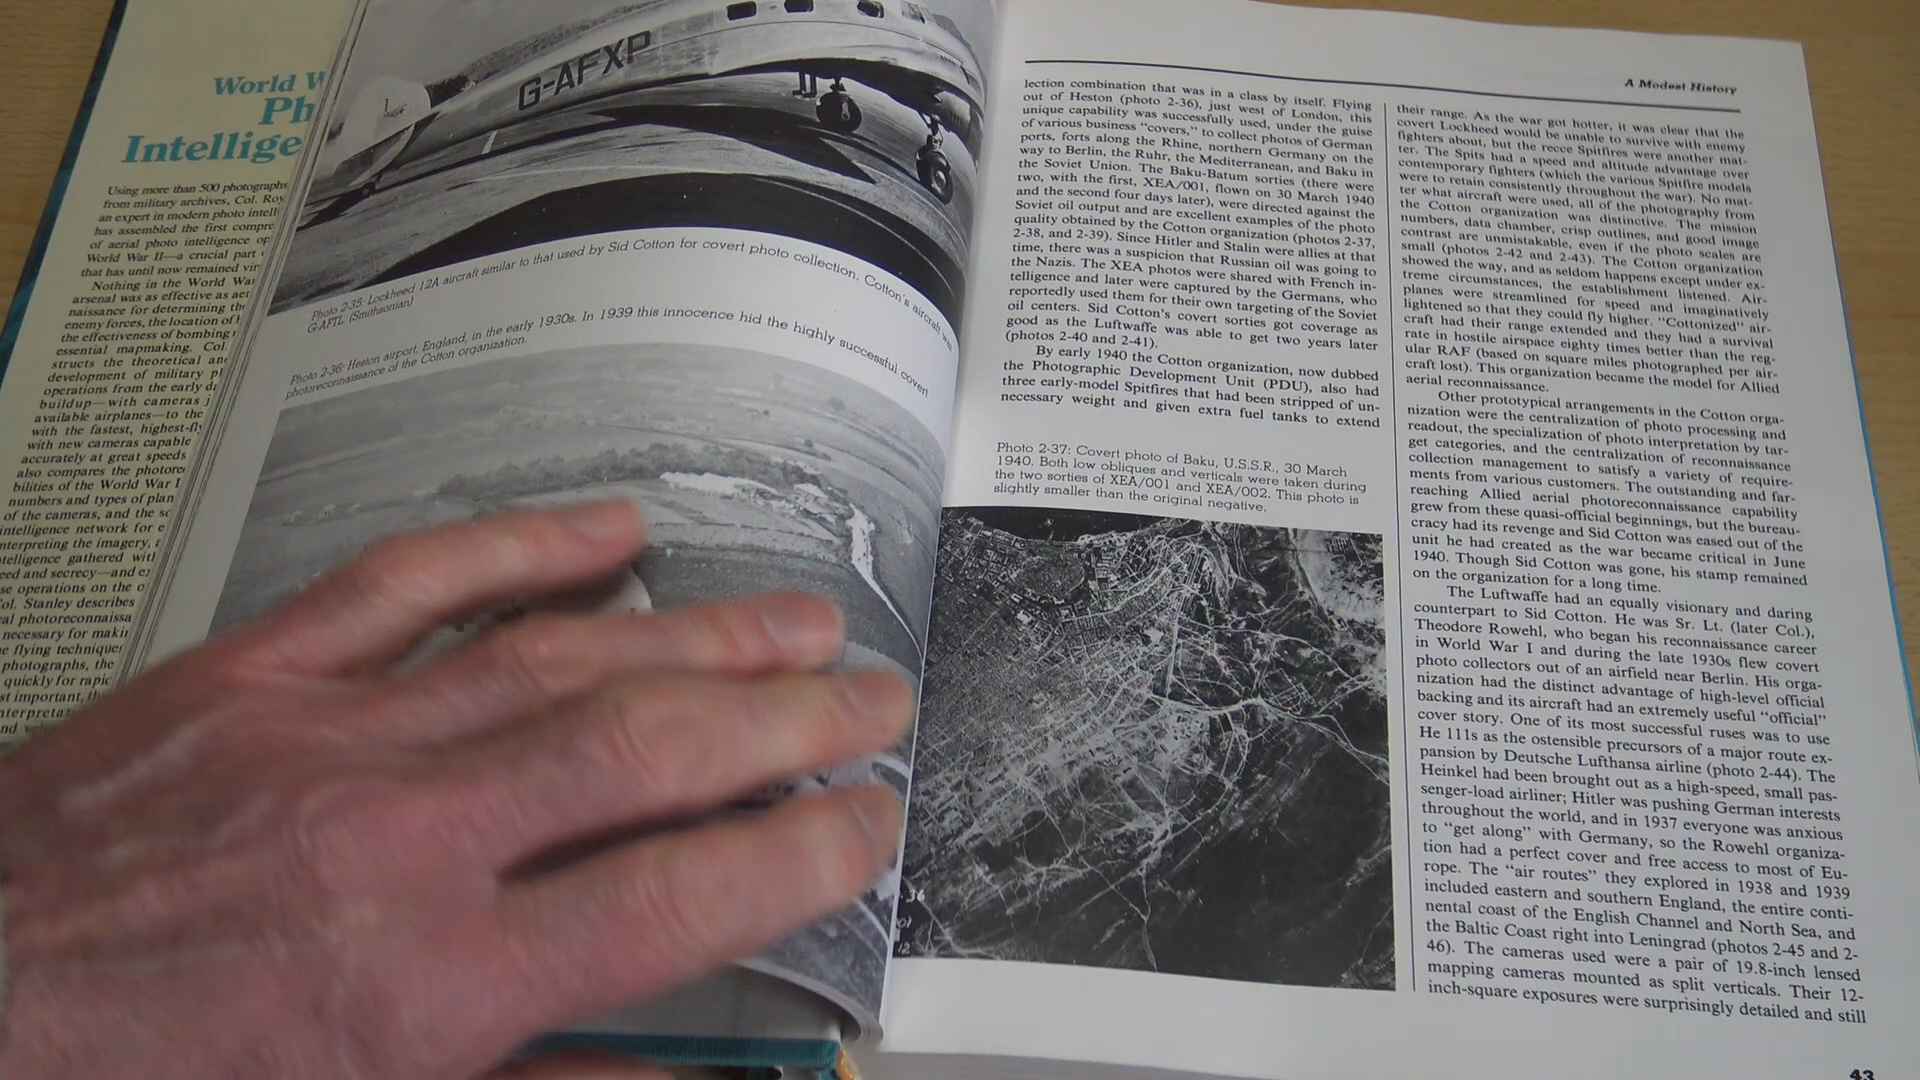 World W
Ph
Intellige
Using more than 500 photographs
from military archives, Col. Roy
an expert in modern photo intell
has assembled the first compre
of aerial photo intelligence op
World War II—a crucial part
that has until now remained vir
Nothing in the World War
arsenal was as effective as aer
naissance for determining the
enemy forces, the location of
the effectiveness of bombing
essential mapmaking. Col.
structs the theoretical and
development of military pl
operations from the early da
buildup—with cameras
available airplanes—to the
with the fastest, highest-fly
with new cameras capable
accurately at great speeds
also compares the photorec
bilities of the World War I
numbers and types of plan
of the cameras, and the sc
intelligence network for e
nterpreting the imagery, a
telligence gathered with
eed and secrecy—and ex
se operations on the o
ol. Stanley describes
al photoreconnaissa
necessary for makin
e flying techniques
photographs, the
quickly for rapid
st important, the
nterpretat
G-AFXP
Photo 2-35: Lockheed 12A aircraft similar to that used by Sid Cotton for covert photo collection. Cotton's aircraft was
G-AFTL. (Smithsonian)
Photo 2-36: Heston airport, England, in the early 1930s. In 1939 this innocence hid the highly successful covert
photoreconnaissance of the Cotton organization.
A Modest History
lection combination that was in a class by itself. Flying
out of Heston (photo 2-36), just west of London, this
unique capability was successfully used, under the guise
of various business “covers,” to collect photos of German
ports, forts along the Rhine, northern Germany on the
way to Berlin, the Ruhr, the Mediterranean, and Baku in
the Soviet Union. The Baku-Batum sorties (there were
two, with the first, XEA/001, flown on 30 March 1940
and the second four days later), were directed against the
Soviet oil output and are excellent examples of the photo
quality obtained by the Cotton organization (photos 2-37,
2-38, and 2-39). Since Hitler and Stalin were allies at that
time, there was a suspicion that Russian oil was going to
the Nazis. The XEA photos were shared with French in-
telligence and later were captured by the Germans, who
reportedly used them for their own targeting of the Soviet
oil centers. Sid Cotton's covert sorties got coverage as
good as the Luftwaffe was able to get two years later
(photos 2-40 and 2-41).
By early 1940 the Cotton organization, now dubbed
the Photographic Development Unit (PDU), also had
three early-model Spitfires that had been stripped of un-
necessary weight and given extra fuel tanks to extend
Photo 2-37: Covert photo of Baku, U.S.S.R., 30 March
1940. Both low obliques and verticals were taken during
the two sorties of XEA/001 and XEA/002. This photo is
slightly smaller than the original negative.
36
12
their range. As the war got hotter, it was clear that the
covert Lockheed would be unable to survive with enemy
fighters about, but the recce Spitfires were another mat-
ter. The Spits had a speed and altitude advantage over
contemporary fighters (which the various Spitfire models
were to retain consistently throughout the war). No mat-
ter what aircraft were used, all of the photography from
the Cotton organization was distinctive. The mission
numbers, data chamber, crisp outlines, and good image
contrast are unmistakable, even if the photo scales are
small (photos 2-42 and 2-43). The Cotton organization
showed the way, and as seldom happens except under ex-
treme circumstances, the establishment listened. Air-
planes were streamlined for speed and imaginatively
lightened so that they could fly higher. “Cottonized” air-
craft had their range extended and they had a survival
rate in hostile airspace eighty times better than the reg-
ular RAF (based on square miles photographed per air-
craft lost). This organization became the model for Allied
aerial reconnaissance.
Other prototypical arrangements in the Cotton orga-
nization were the centralization of photo processing and
readout, the specialization of photo interpretation by tar-
get categories, and the centralization of reconnaissance
collection management to satisfy a variety of require-
ments from various customers. The outstanding and far-
reaching Allied aerial photoreconnaissance capability
grew from these quasi-official beginnings, but the bureau-
cracy had its revenge and Sid Cotton was eased out of the
unit he had created as the war became critical in June
1940. Though Sid Cotton was gone, his stamp remained
on the organization for a long time.
The Luftwaffe had an equally visionary and daring
counterpart to Sid Cotton. He was Sr. Lt. (later Col.),
Theodore Rowehl, who began his reconnaissance career
in World War I and during the late 1930s flew covert
photo collectors out of an airfield near Berlin. His orga-
nization had the distinct advantage of high-level official
backing and its aircraft had an extremely useful “official”
cover story. One of its most successful ruses was to use
He 111s as the ostensible precursors of a major route ex-
pansion by Deutsche Lufthansa airline (photo 2-44). The
Heinkel had been brought out as a high-speed, small pas-
senger-load airliner; Hitler was pushing German interests
throughout the world, and in 1937 everyone was anxious
to “get along” with Germany, so the Rowehl organiza-
tion had a perfect cover and free access to most of Eu-
rope. The “air routes” they explored in 1938 and 1939
included eastern and southern England, the entire conti-
nental coast of the English Channel and North Sea, and
the Baltic Coast right into Leningrad (photos 2-45 and 2-
46). The cameras used were a pair of 19.8-inch lensed
mapping cameras mounted as split verticals. Their 12-
inch-square exposures were surprisingly detailed and still
43